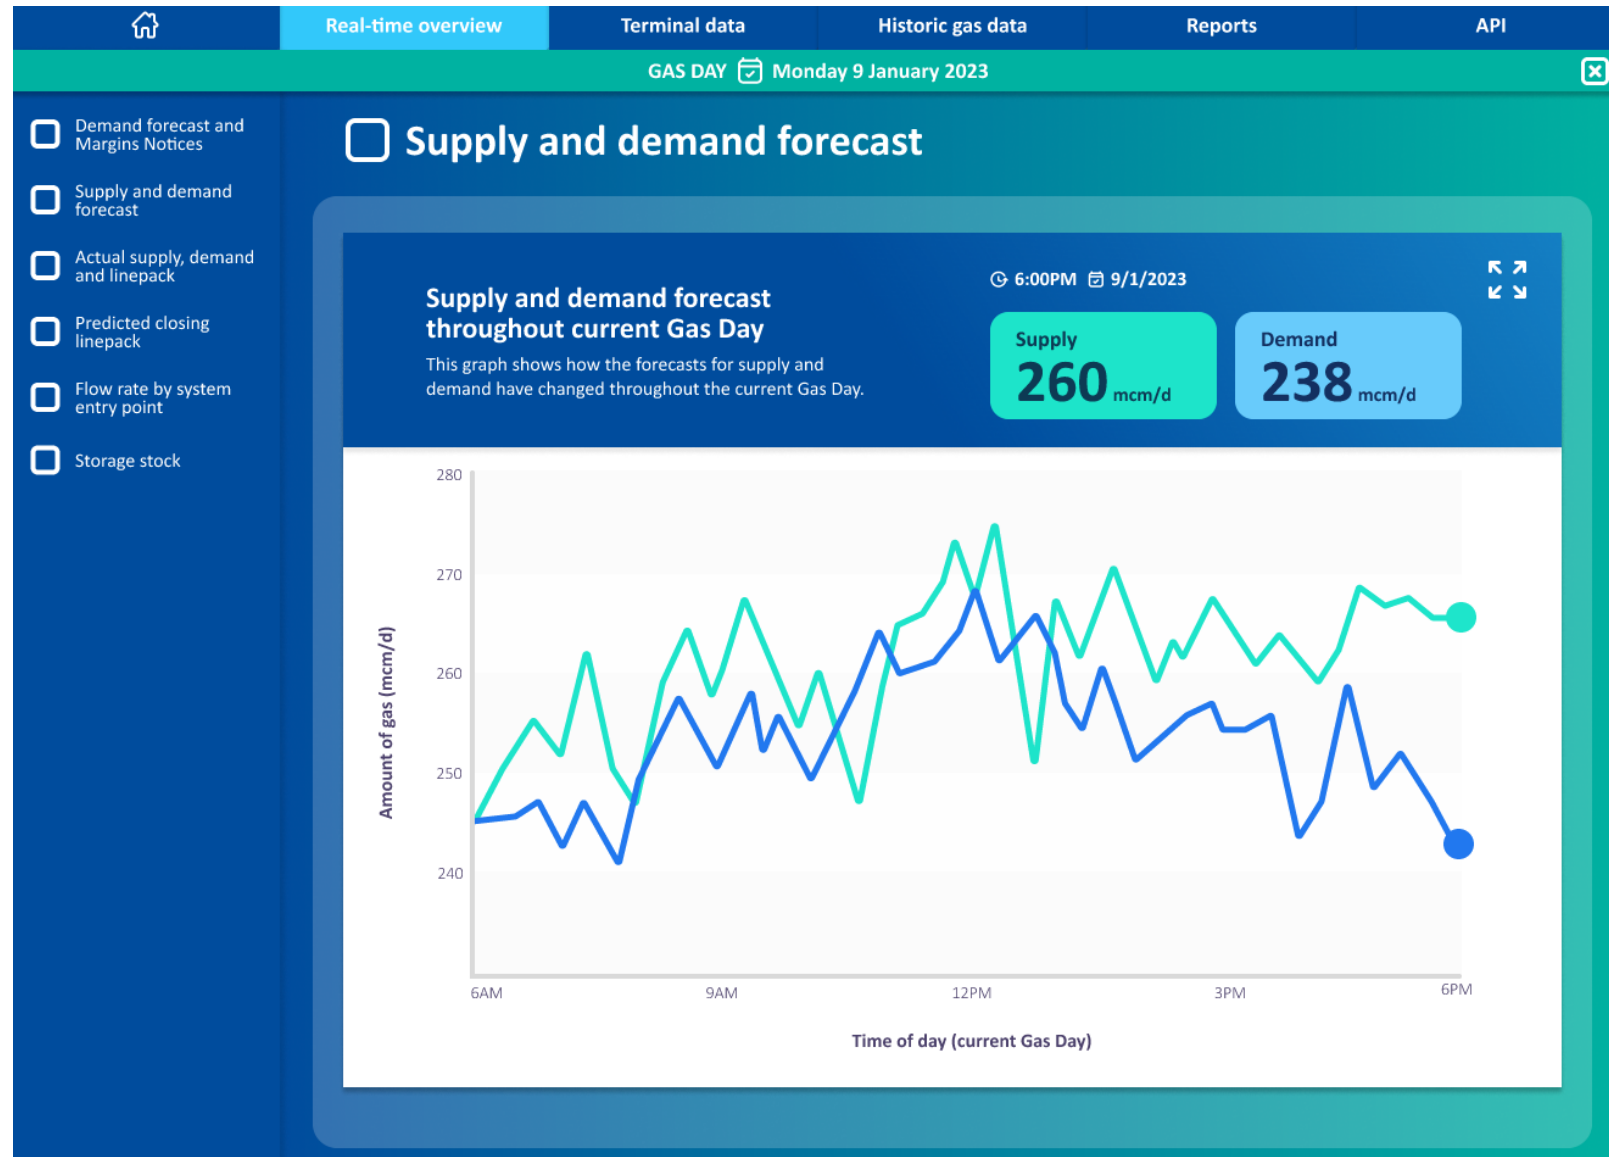 Real-time overview
Terminal data
Historic gas data
Reports
API
GAS DAY Monday 9 January 2023
Demand forecast and
Margins Notices
Supply and demand
forecast
Actual supply, demand
and linepack
Predicted closing
linepack
Flow rate by system
entry point
Storage stock
Supply and demand forecast
Supply and demand forecast
throughout current Gas Day
This graph shows how the forecasts for supply and
demand have changed throughout the current Gas Day.
6:00PM 9/1/2023
Supply
260 mcm/d
Demand
238 mcm/d
Amount of gas (mcm/d)
280
270
260
250
240
6AM
9AM
12PM
3PM
6PM
Time of day (current Gas Day)